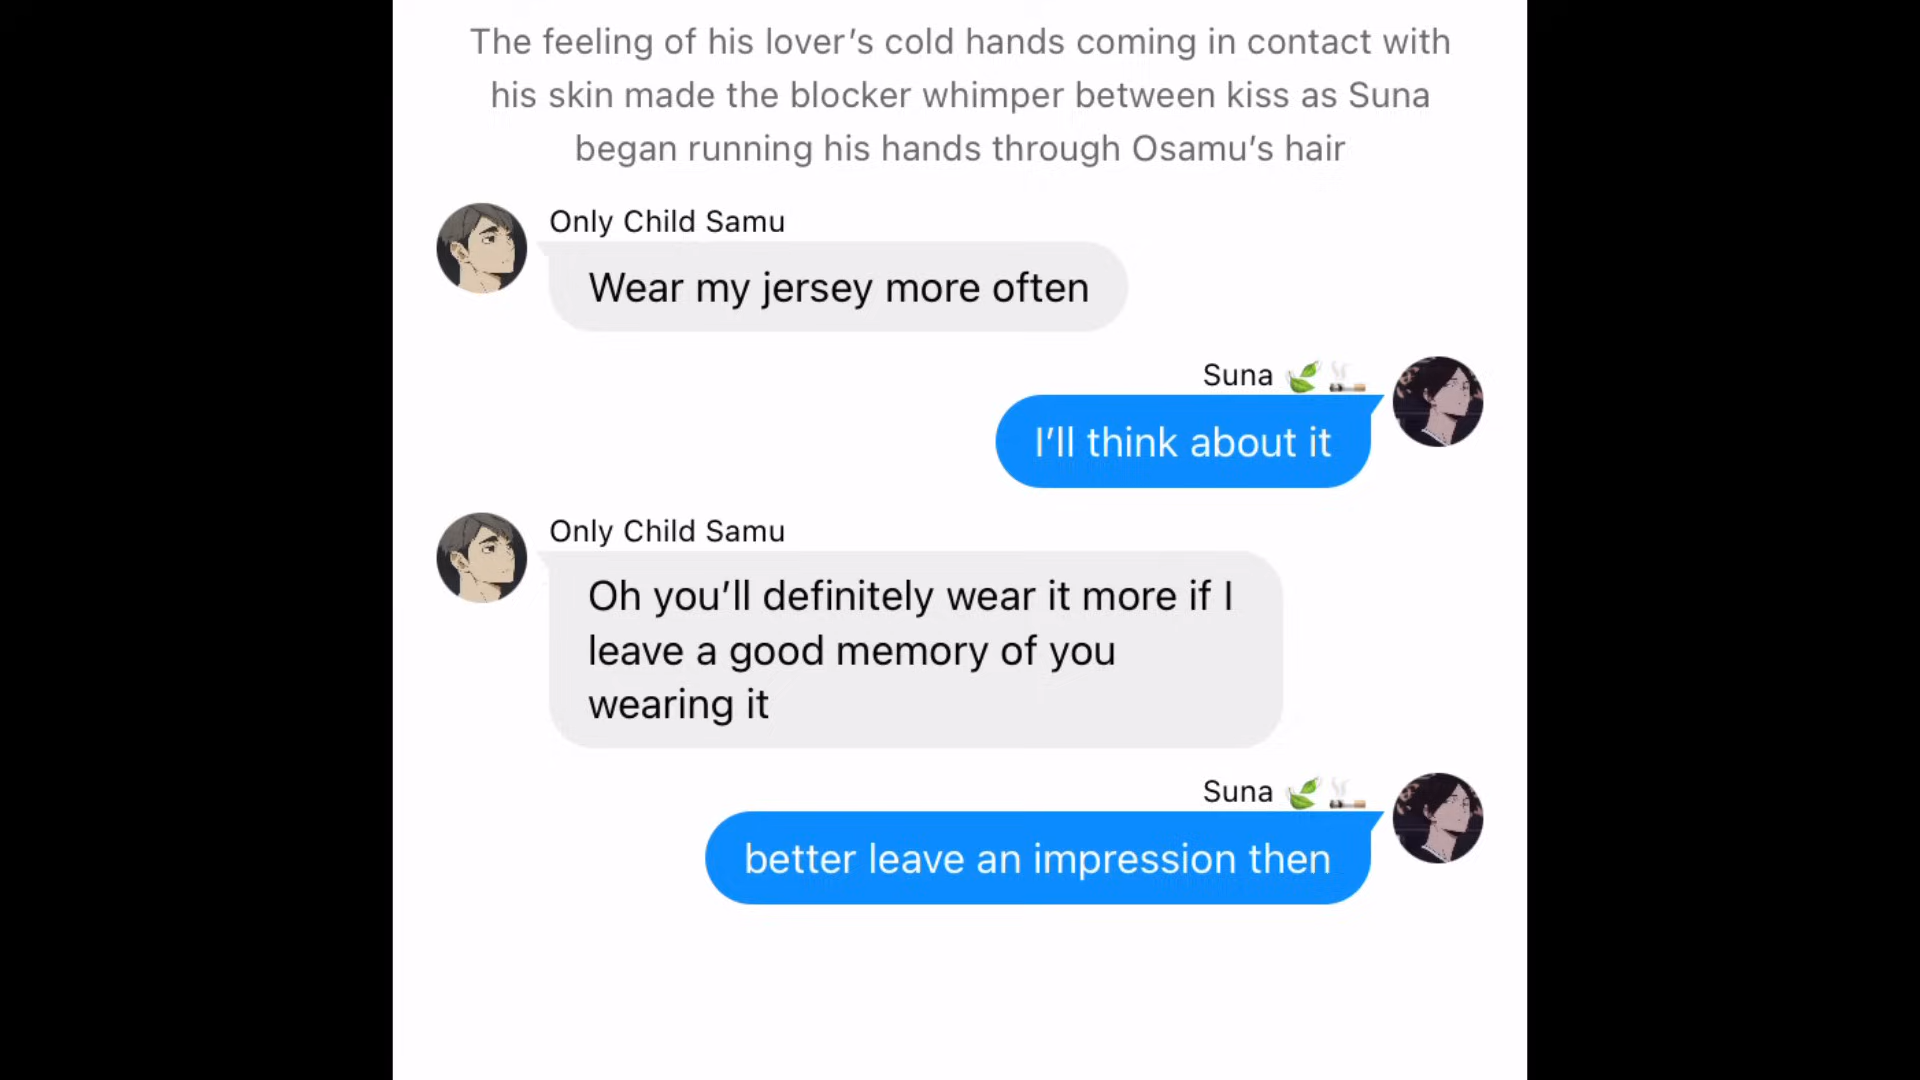 The feeling of his lover’s cold hands coming in contact with
his skin made the blocker whimper between kiss as Suna
began running his hands through Osamu’s hair
Only Child Samu
Wear my jersey more often
Suna 🌿🚬
I’ll think about it
Only Child Samu
Oh you’ll definitely wear it more if I
leave a good memory of you
wearing it
Suna 🌿🚬
better leave an impression then